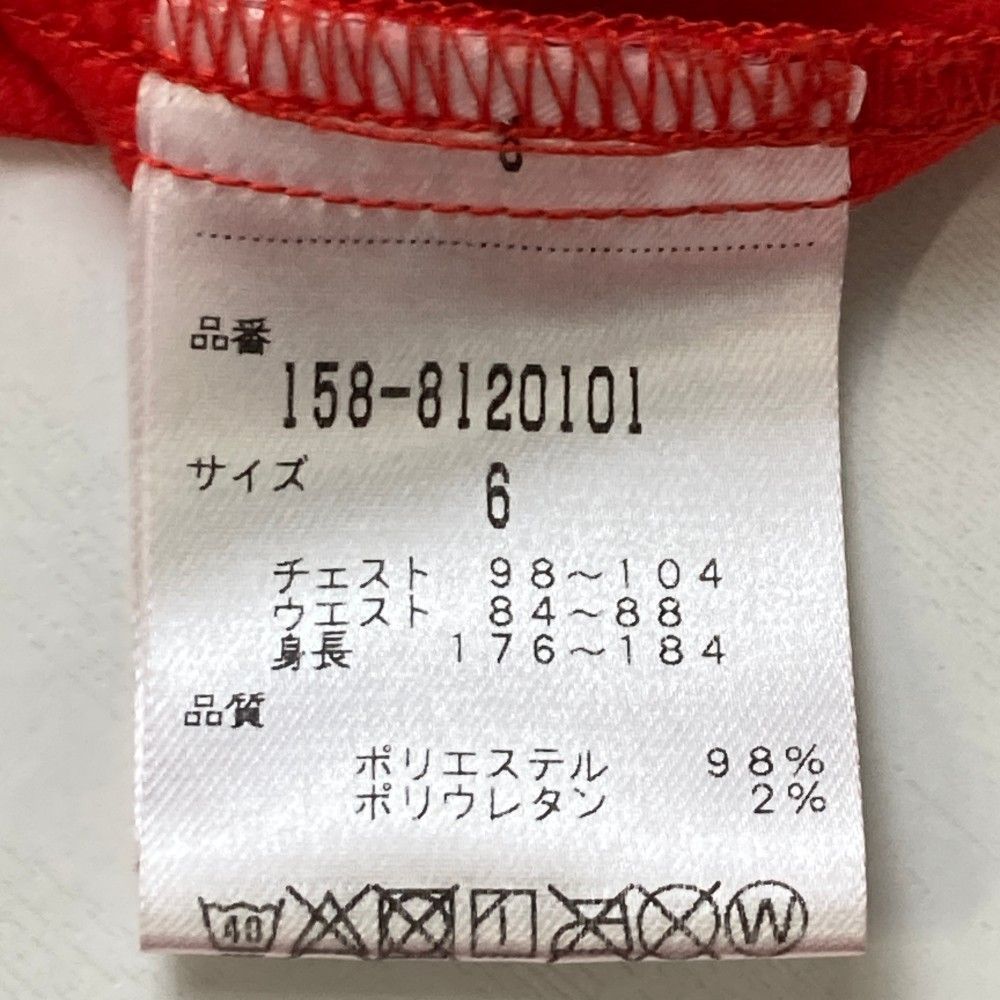 6
品番
158-8120101
サイズ 6
チェスト 98～104
ウエスト 84～88
身長 176～184
品質
ポリエステル 98%
ポリウレタン 2%
40 W